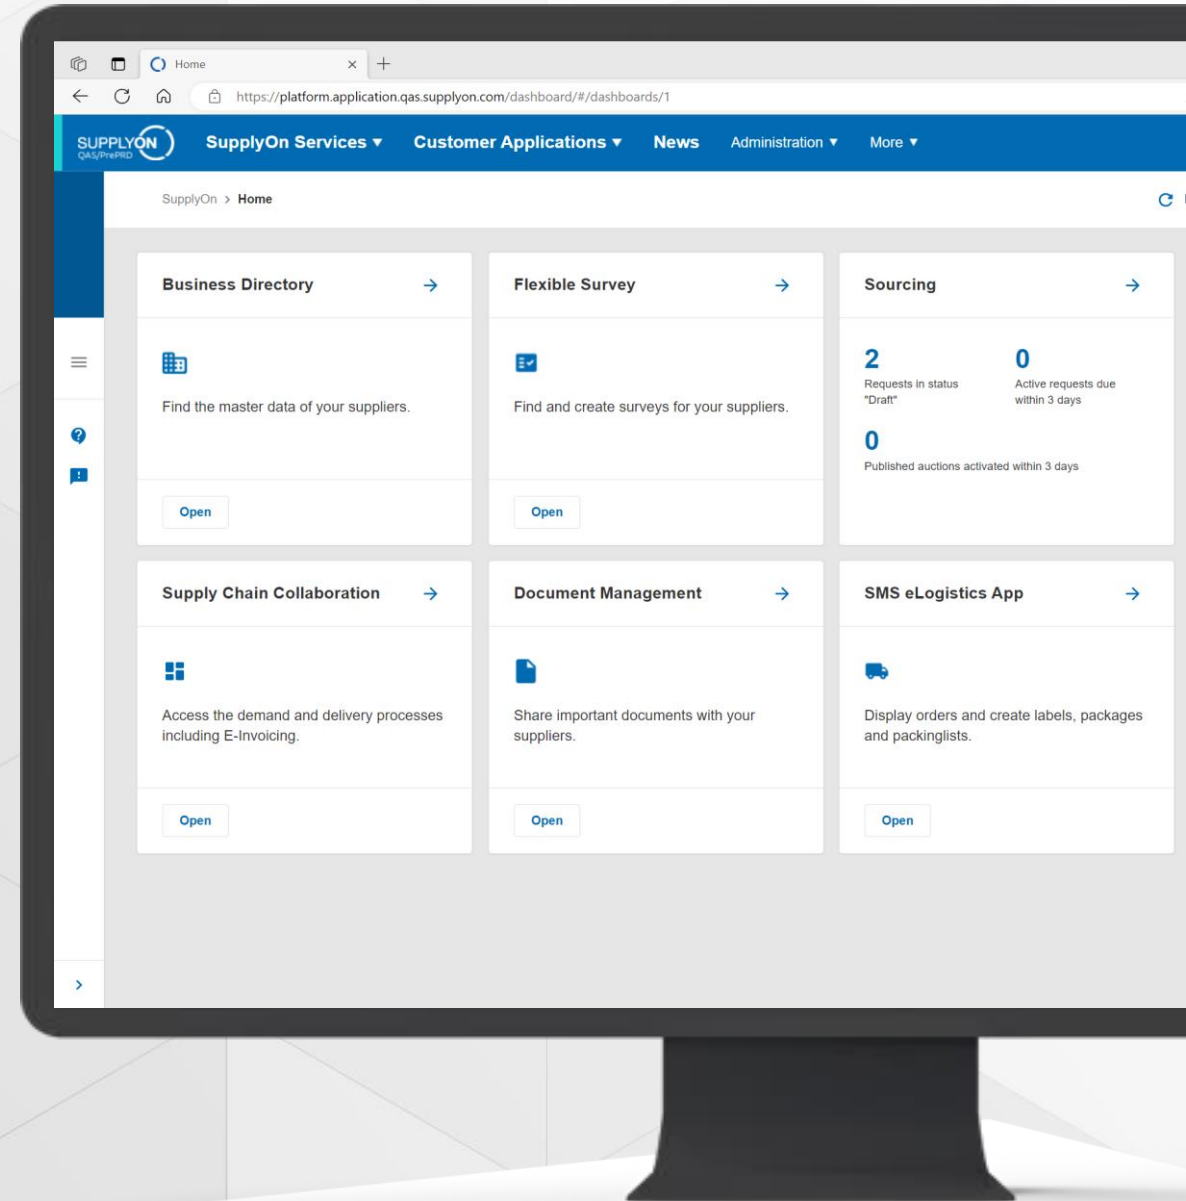 Home
https://platform.application.qas.supplyon.com/dashboard/#/dashboards/1
SUPPLYON
QAS/PrePRD
SupplyOn Services ▼ Customer Applications ▼ News Administration ▼ More ▼
SupplyOn > Home
Business Directory
Find the master data of your suppliers.
Open
Flexible Survey
Find and create surveys for your suppliers.
Open
Sourcing
2
Requests in status
"Draft"
0
Active requests due
within 3 days
0
Published auctions activated within 3 days
Supply Chain Collaboration
Access the demand and delivery processes
including E-Invoicing.
Open
Document Management
Share important documents with your
suppliers.
Open
SMS eLogistics App
Display orders and create labels, packages
and packinglists.
Open